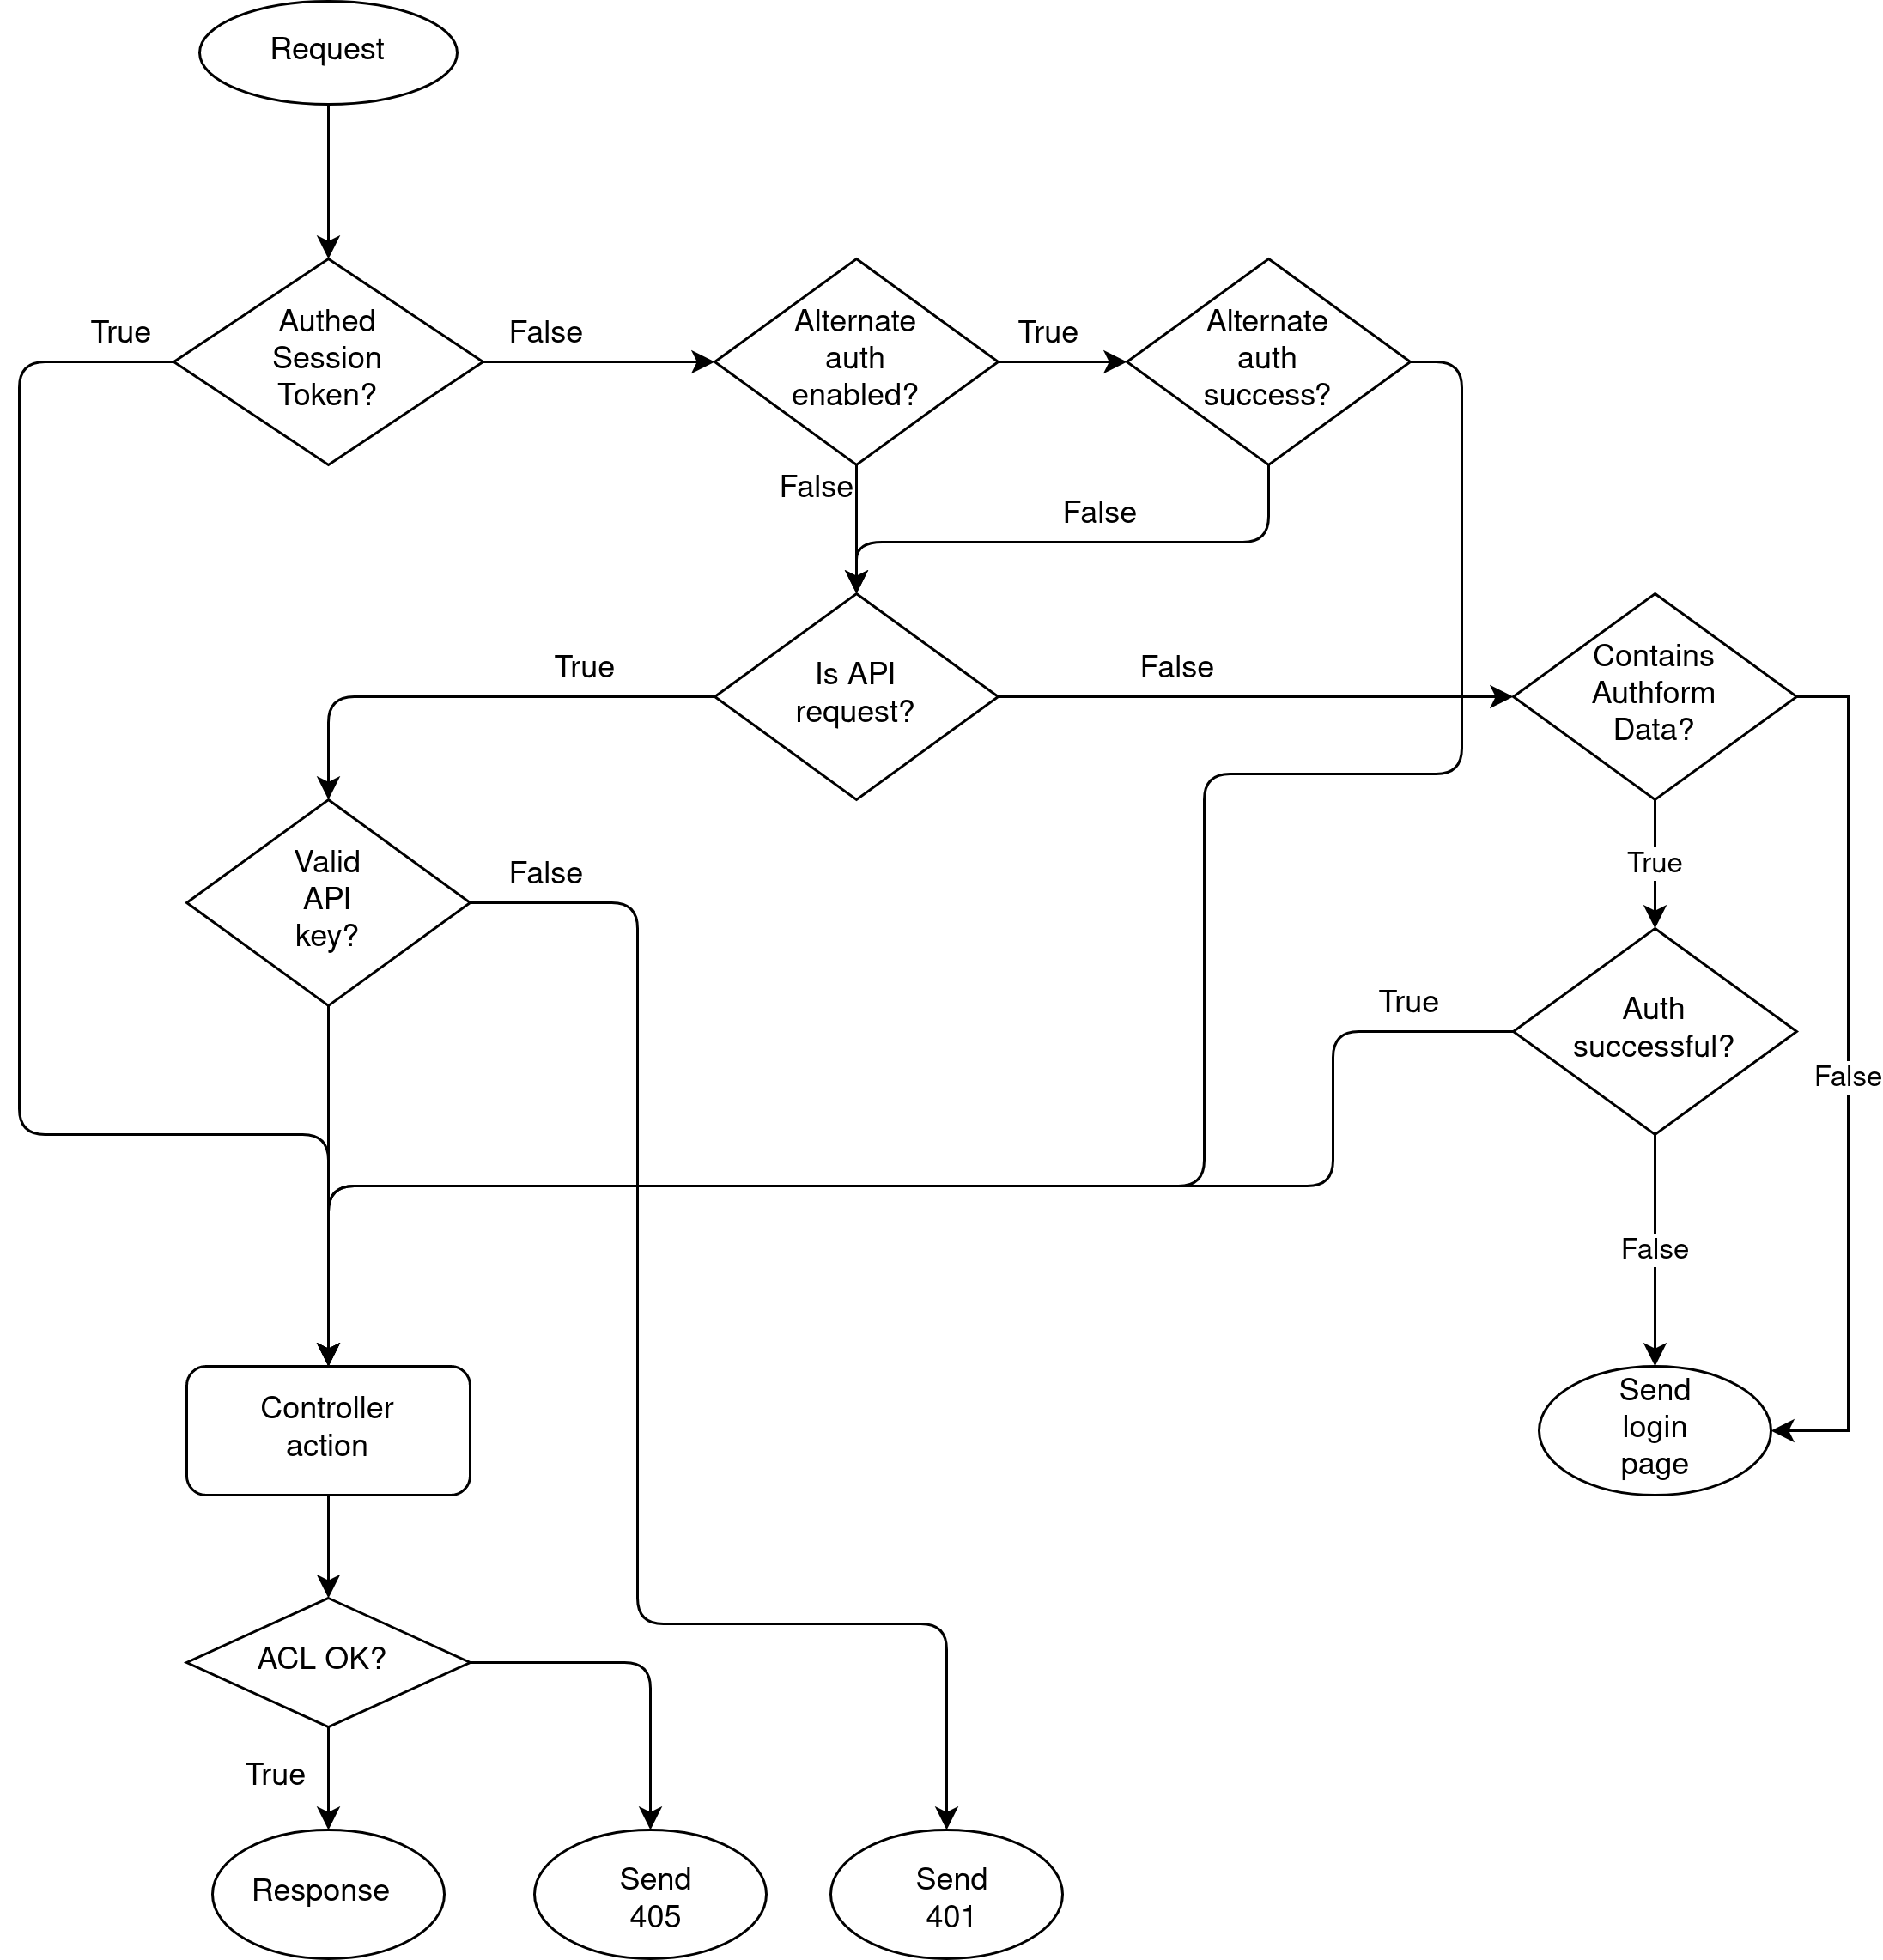 Request
True
Authed
Session
Token?
False
Alternate
auth
enabled?
True
Alternate
auth
success?
False
False
True
Is API
request?
False
Contains
Authform
Data?
Valid
API
key?
False
True
True
Auth
successful?
False
False
Controller
action
Send
login
page
ACL OK?
True
Response
Send
405
Send
401